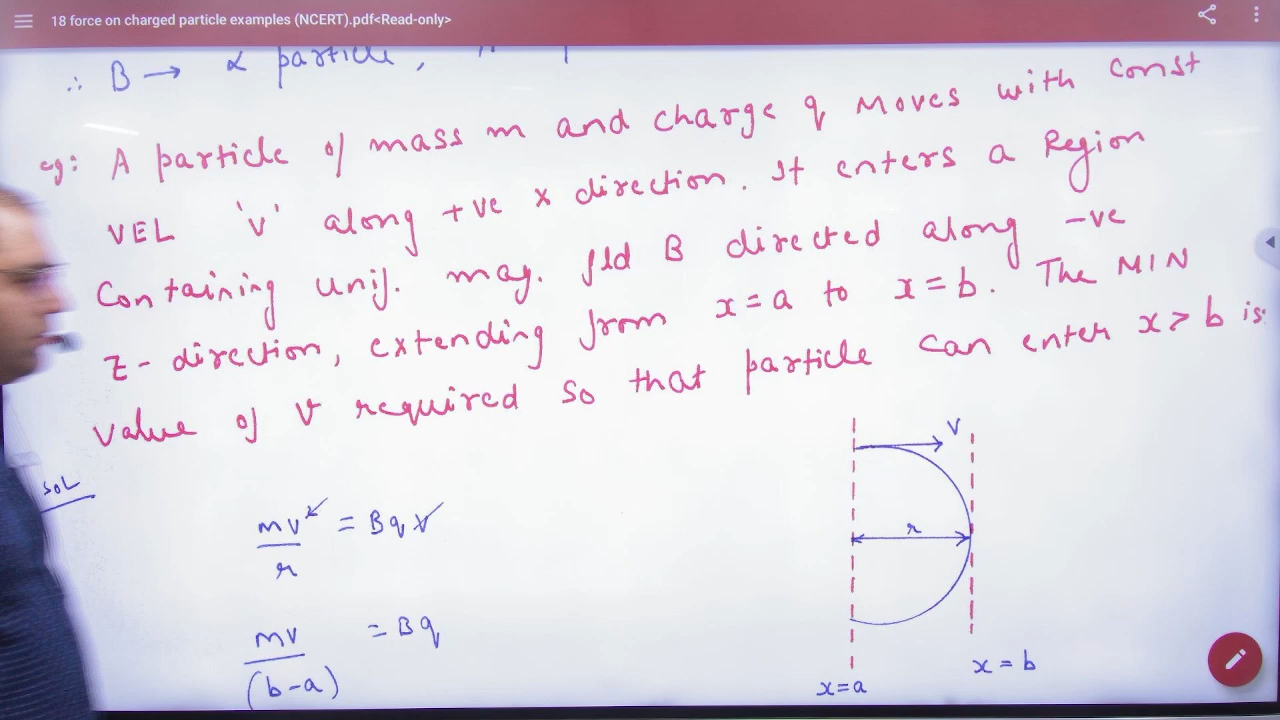 18 force on charged particle examples (NCERT).pdf<Read-only>
∴ B → α particle,
eg: A particle of mass m and charge q moves with const
VEL 'v' along +ve x direction. It enters a Region
Containing unif. mag. fld B directed along -ve
z-direction, extending from x=a to x=b. The MIN
value of v required so that particle can enter x > b is:
SOL
mv² = Bqv
r
mv = Bq
(b-a)
v
r
x=a
x=b